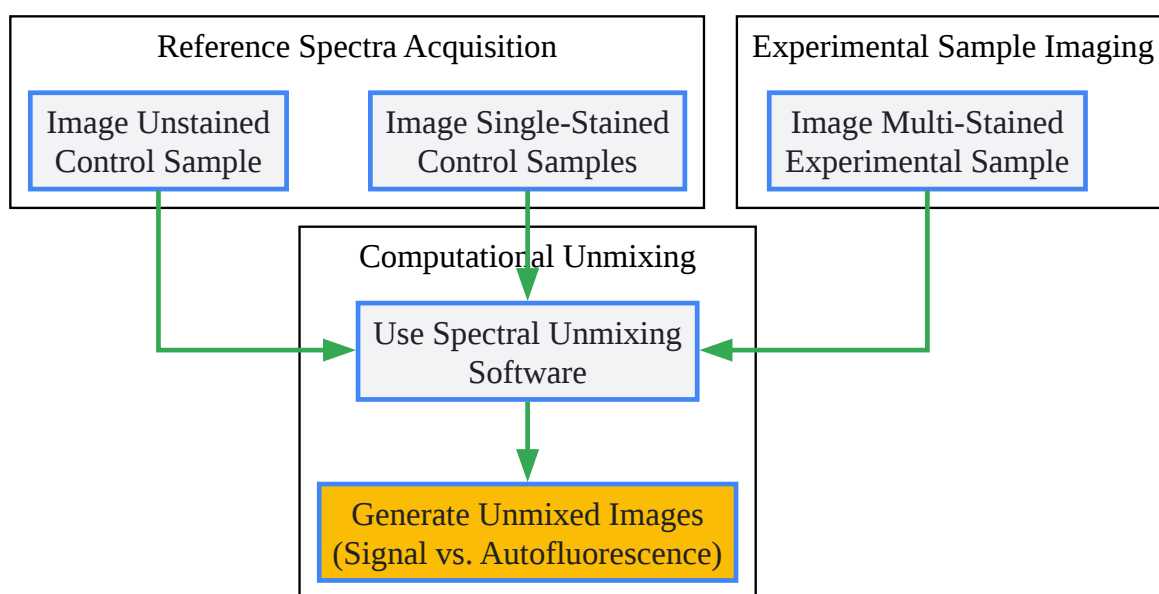 Reference Spectra Acquisition
Image Unstained
Control Sample
Image Single-Stained
Control Samples
Experimental Sample Imaging
Image Multi-Stained
Experimental Sample
Computational Unmixing
Use Spectral Unmixing
Software
Generate Unmixed Images
(Signal vs. Autofluorescence)